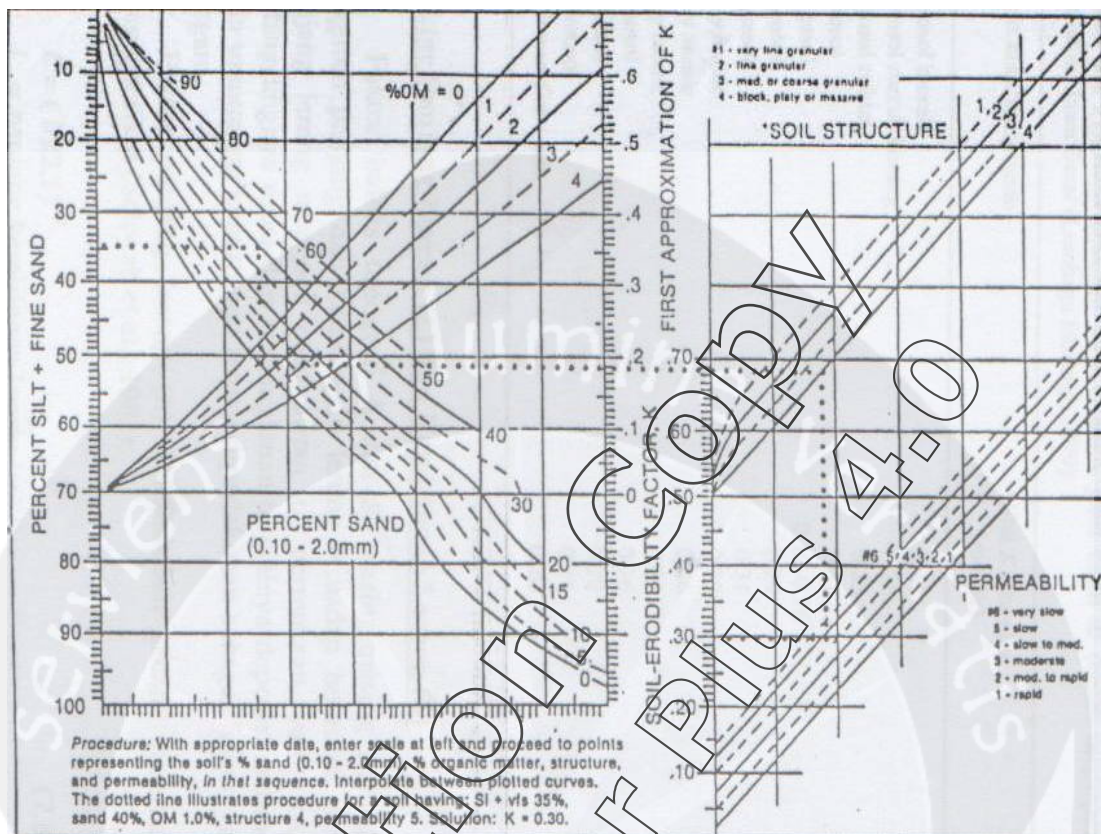 %OM = 0
1
2
3
4
#1 - very fine granular
2 - fine granular
3 - med. or coarse granular
4 - block, platy or massive
*SOIL STRUCTURE
1
2
3
4
PERCENT SILT + FINE SAND
10
20
30
40
50
60
70
80
90
100
90
80
70
60
50
40
30
20
15
10
5
0
PERCENT SAND
(0.10 - 2.0mm)
FIRST APPROXIMATION OF K
.6
.5
.4
.3
.2
.1
0
SOIL-ERODIBILITY FACTOR K
.70
.60
.50
.40
.30
.20
.10
#6 5 4 3 2 1
PERMEABILITY
#6 - very slow
5 - slow
4 - slow to med.
3 - moderate
2 - mod. to rapid
1 - rapid
Procedure: With appropriate date, enter scale at left and proceed to points
representing the soil's % sand (0.10 - 2.0mm), % organic matter, structure,
and permeability, in that sequence. Interpolate between plotted curves.
The dotted line illustrates procedure for a soil having: Si + vfs 35%,
sand 40%, OM 1.0%, structure 4, permeability 5. Solution: K = 0.30.
Copy
Plus 4.0
serviens in lumine veritatis